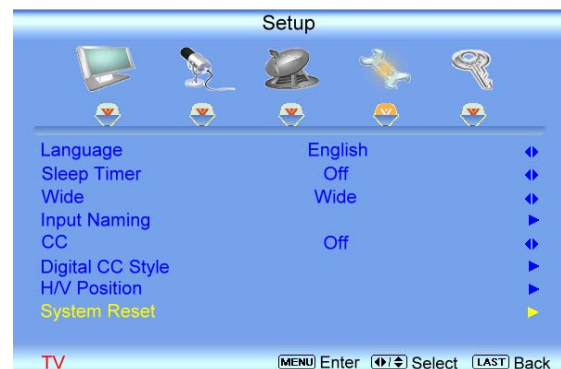 Setup
Language English
Sleep Timer Off
Wide Wide
Input Naming
CC Off
Digital CC Style
H/V Position
System Reset
TV MENU Enter Select LAST Back